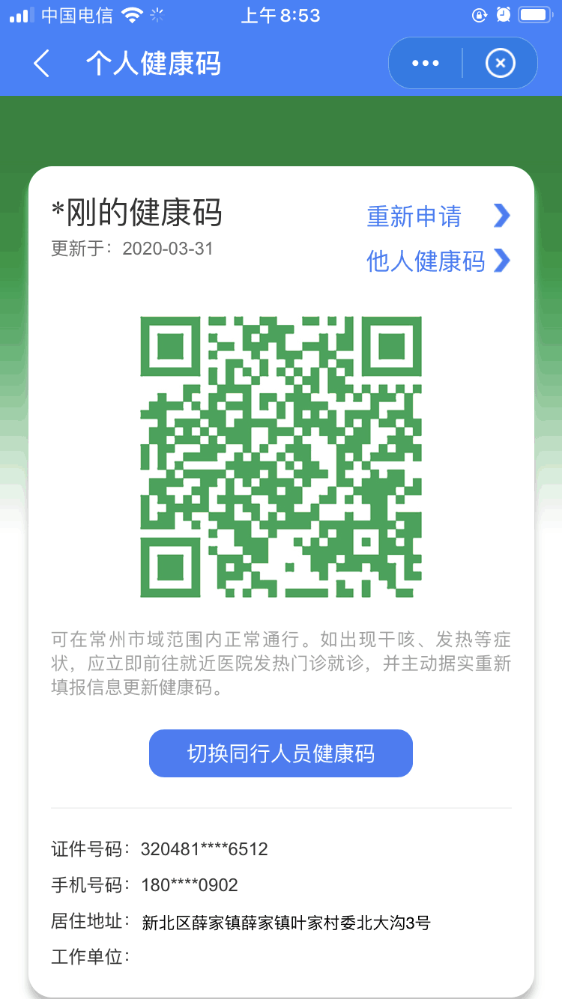 中国电信
上午8:53
个人健康码
*刚的健康码
重新申请
更新于：2020-03-31
他人健康码
可在常州市域范围内正常通行。如出现干咳、发热等症
状，应立即前往就近医院发热门诊就诊，并主动据实重新
填报信息更新健康码。
切换同行人员健康码
证件号码：320481****6512
手机号码：180****0902
居住地址：新北区薛家镇薛家镇叶家村委北大沟3号
工作单位：